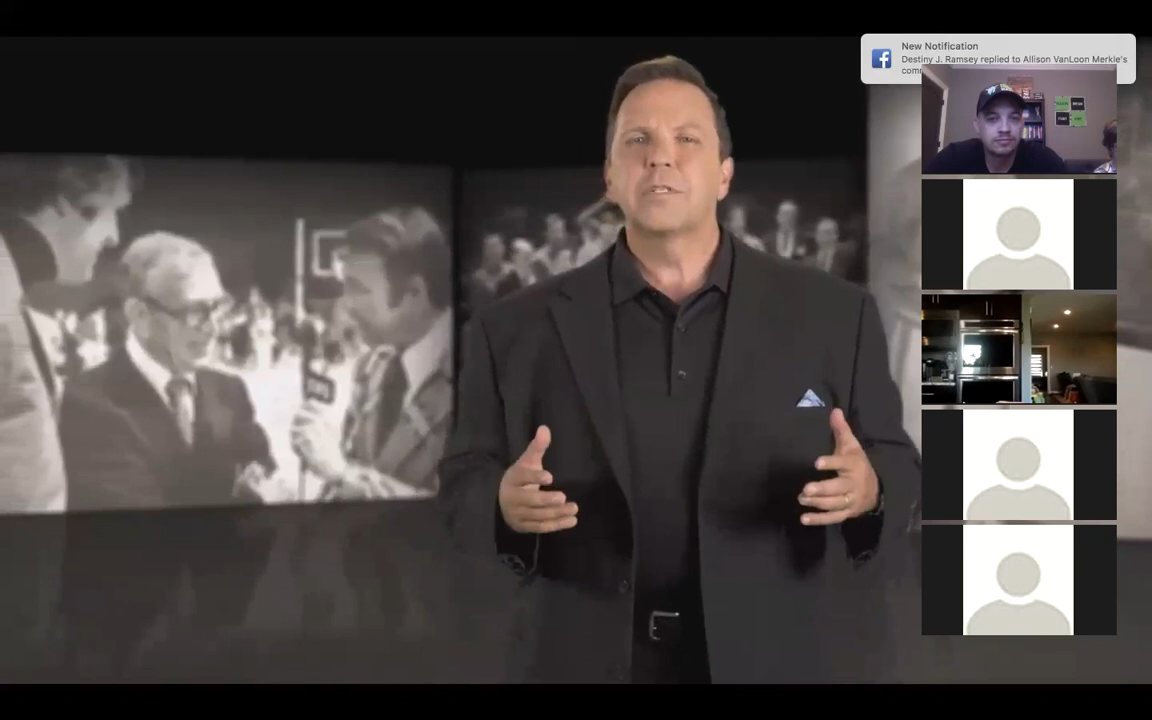 New Notification
Destiny J. Ramsey replied to Allison VanLoon Merkle's